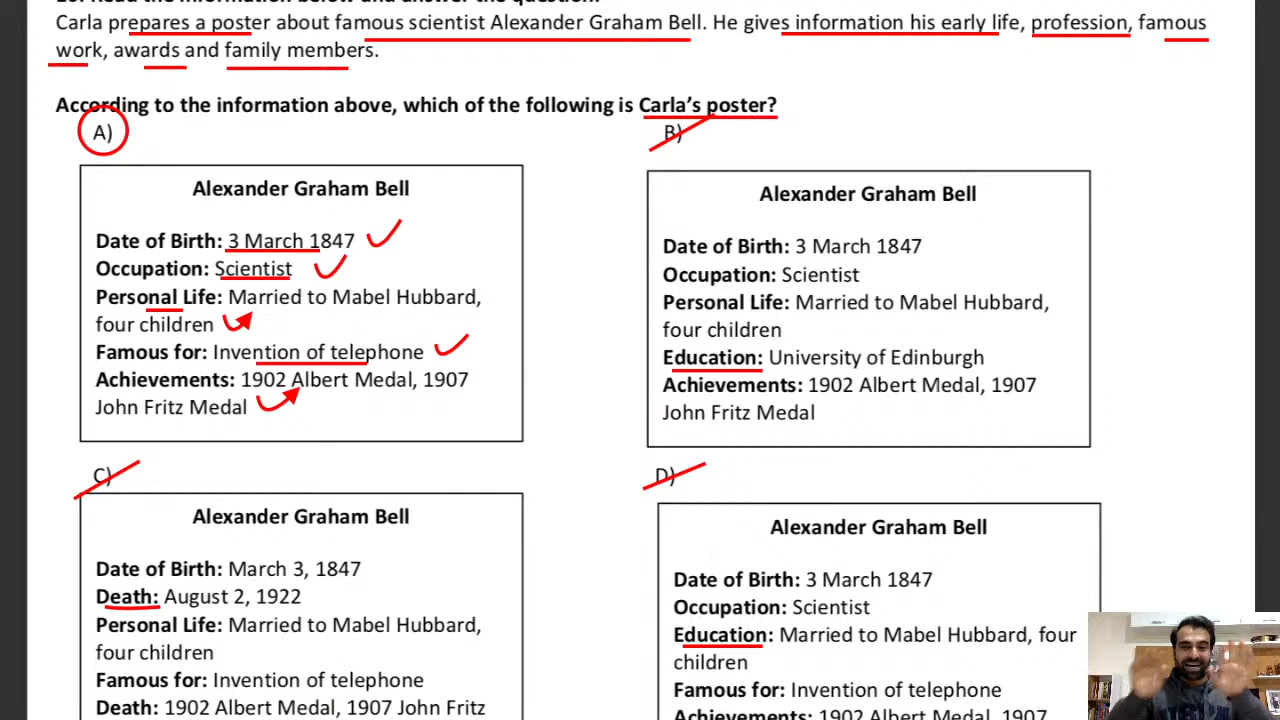 Carla prepares a poster about famous scientist Alexander Graham Bell. He gives information his early life, profession, famous
work, awards and family members.
According to the information above, which of the following is Carla's poster?
A)
Alexander Graham Bell
Date of Birth: 3 March 1847
Occupation: Scientist
Personal Life: Married to Mabel Hubbard,
four children
Famous for: Invention of telephone
Achievements: 1902 Albert Medal, 1907
John Fritz Medal
B)
Alexander Graham Bell
Date of Birth: 3 March 1847
Occupation: Scientist
Personal Life: Married to Mabel Hubbard,
four children
Education: University of Edinburgh
Achievements: 1902 Albert Medal, 1907
John Fritz Medal
C)
Alexander Graham Bell
Date of Birth: March 3, 1847
Death: August 2, 1922
Personal Life: Married to Mabel Hubbard,
four children
Famous for: Invention of telephone
Death: 1902 Albert Medal, 1907 John Fritz
D)
Alexander Graham Bell
Date of Birth: 3 March 1847
Occupation: Scientist
Education: Married to Mabel Hubbard, four
children
Famous for: Invention of telephone
Achievements: 1902 Albert Medal, 1907